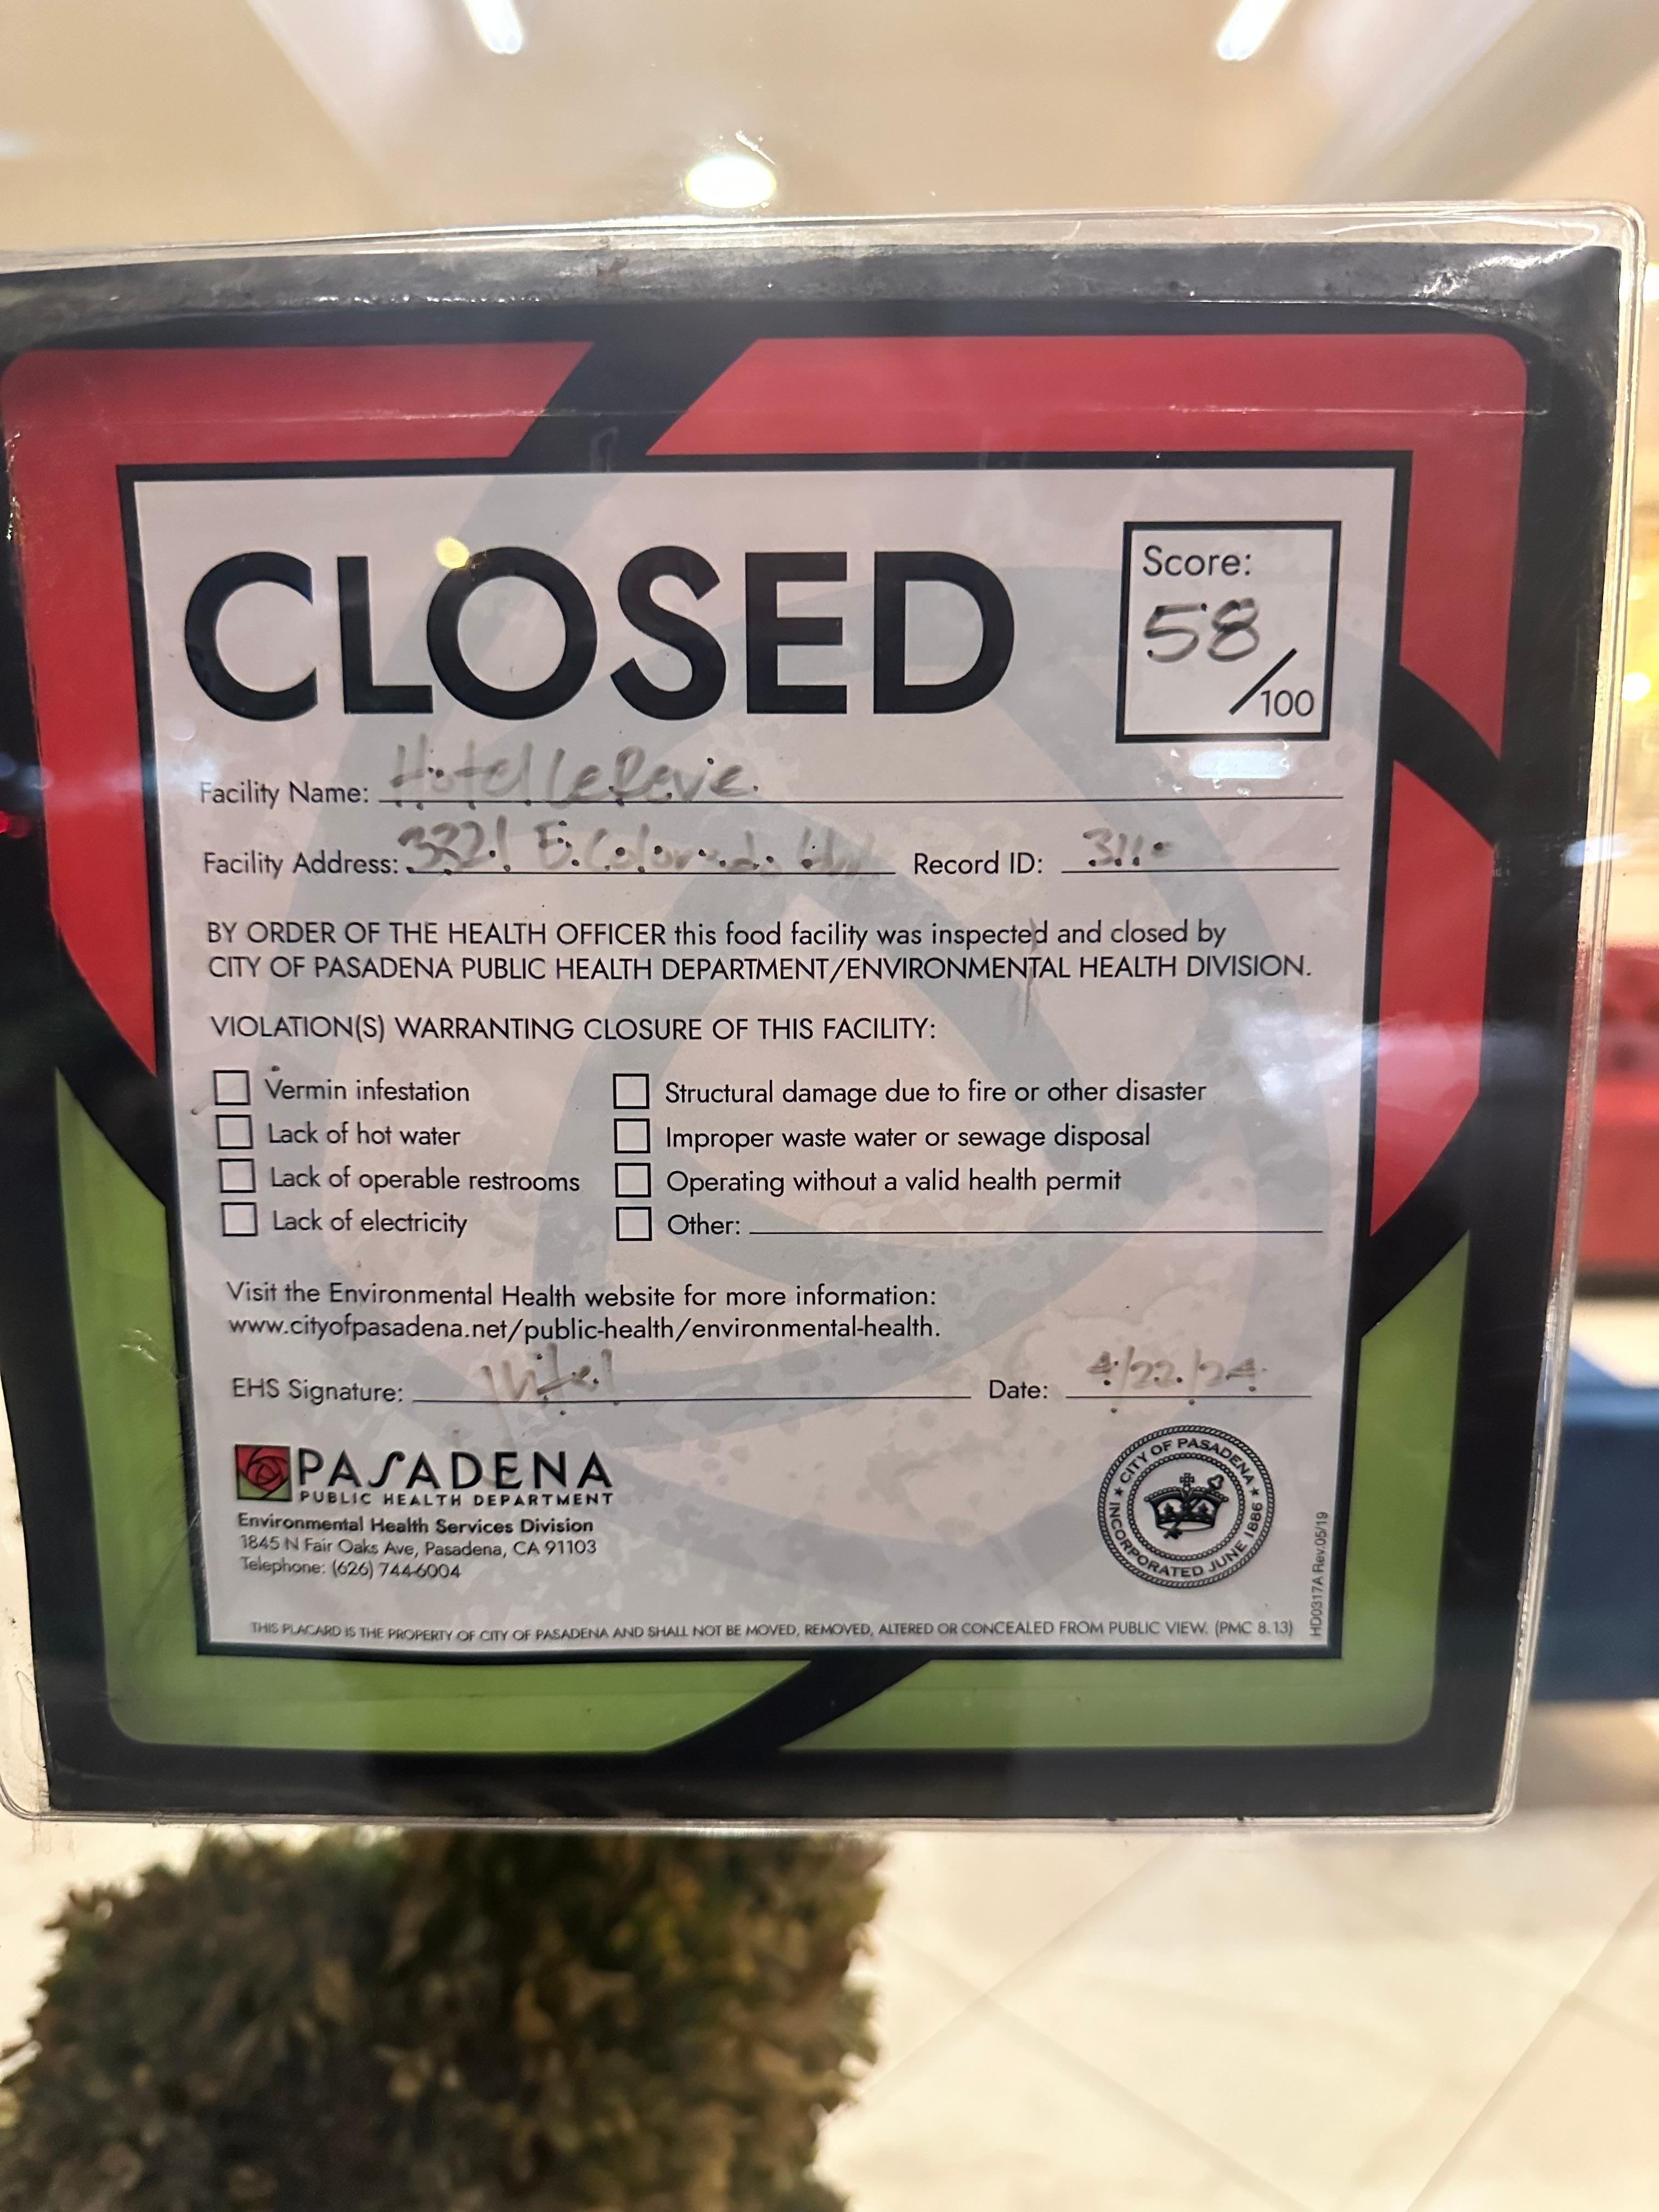 CLOSED
Score:
58
/100
Facility Name: Hotel
Facility Address: 3321 E. Colorado Record ID:
BY ORDER OF THE HEALTH OFFICER this food facility was inspected and closed by
CITY OF PASADENA PUBLIC HEALTH DEPARTMENT/ENVIRONMENTAL HEALTH DIVISION.
VIOLATION(S) WARRANTING CLOSURE OF THIS FACILITY:
Vermin infestation
Lack of hot water
Lack of operable restrooms
Lack of electricity
Structural damage due to fire or other disaster
Improper waste water or sewage disposal
Operating without a valid health permit
Other:
Visit the Environmental Health website for more information:
www.cityofpasadena.net/public-health/environmental-health.
EHS Signature: Date: 4/22/24
PASADENA
PUBLIC HEALTH DEPARTMENT
Environmental Health Services Division
1845 N Fair Oaks Ave, Pasadena, CA 91103
Telephone: (626) 744-6004
CITY OF PASADENA
INCORPORATED JUNE 1886
HD0317A Rev.05/19
THIS PLACARD IS THE PROPERTY OF CITY OF PASADENA AND SHALL NOT BE MOVED, REMOVED, ALTERED OR CONCEALED FROM PUBLIC VIEW. (PMC 8.13)